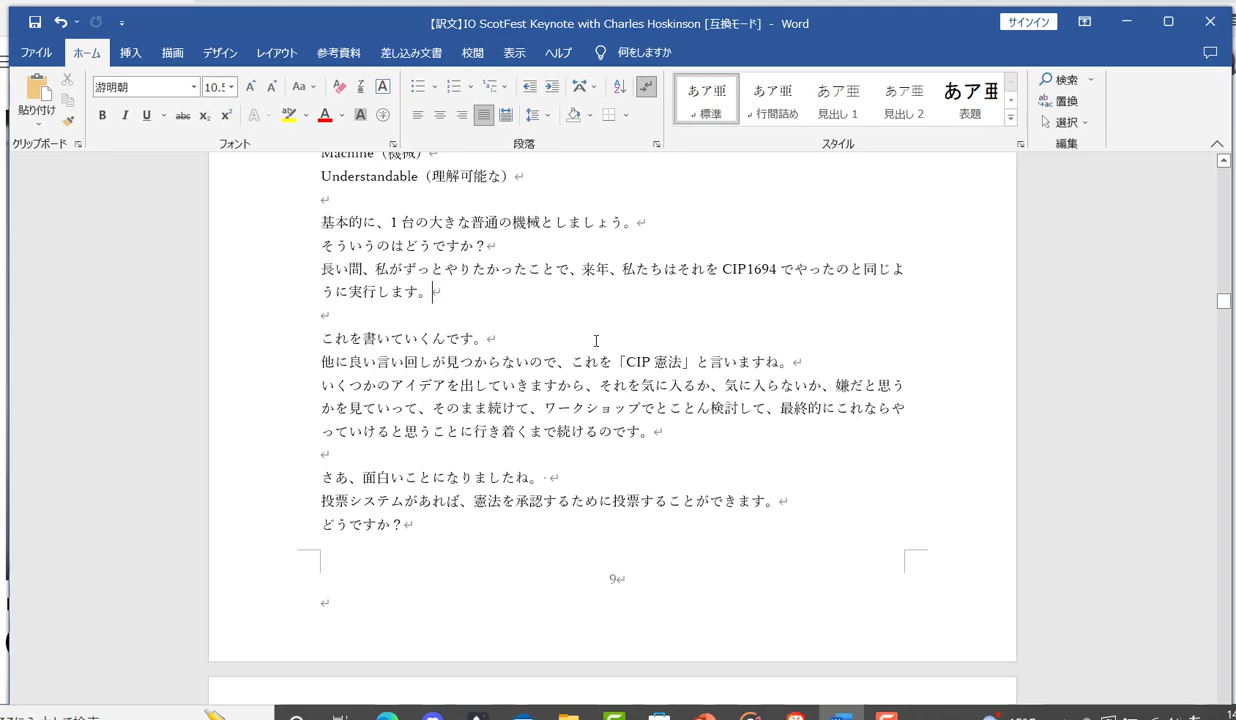 【訳文】IO ScotFest Keynote with Charles Hoskinson [互換モード] - Word
サインイン
ファイル ホーム 挿入 描画 デザイン レイアウト 参考資料 差し込み文書 校閲 表示 ヘルプ 何をしますか
貼り付け
游明朝 10.5 Aa
検索
置換
選択
あア亜 あア亜 あア亜 あア亜 あア亜
標準 行間詰め 見出し 1 見出し 2 表題
クリップボード フォント 段落 スタイル 編集
Machine（機械）
Understandable（理解可能な）
基本的に、1 台の大きな普通の機械としましょう。
そういうのはどうですか？
長い間、私がずっとやりたかったことで、来年、私たちはそれを CIP1694 でやったのと同じよ
うに実行します。
これを書いていくんです。
他に良い言い回しが見つからないので、これを「CIP 憲法」と言いますね。
いくつかのアイデアを出していきますから、それを気に入るか、気に入らないか、嫌だと思う
かを見ていって、そのまま続けて、ワークショップでとことん検討して、最終的にこれならや
っていけると思うことに行き着くまで続けるのです。
さあ、面白いことになりましたね。
投票システムがあれば、憲法を承認するために投票することができます。
どうですか？
9